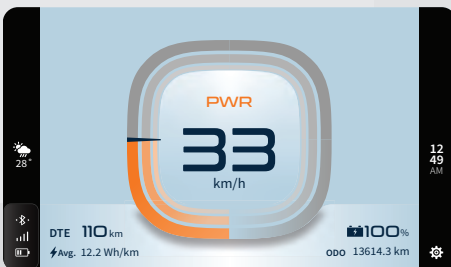 PWR
33
km/h
28°
12
49
AM
DTE 110 km
100%
Avg. 12.2 Wh/km
ODO 13614.3 km